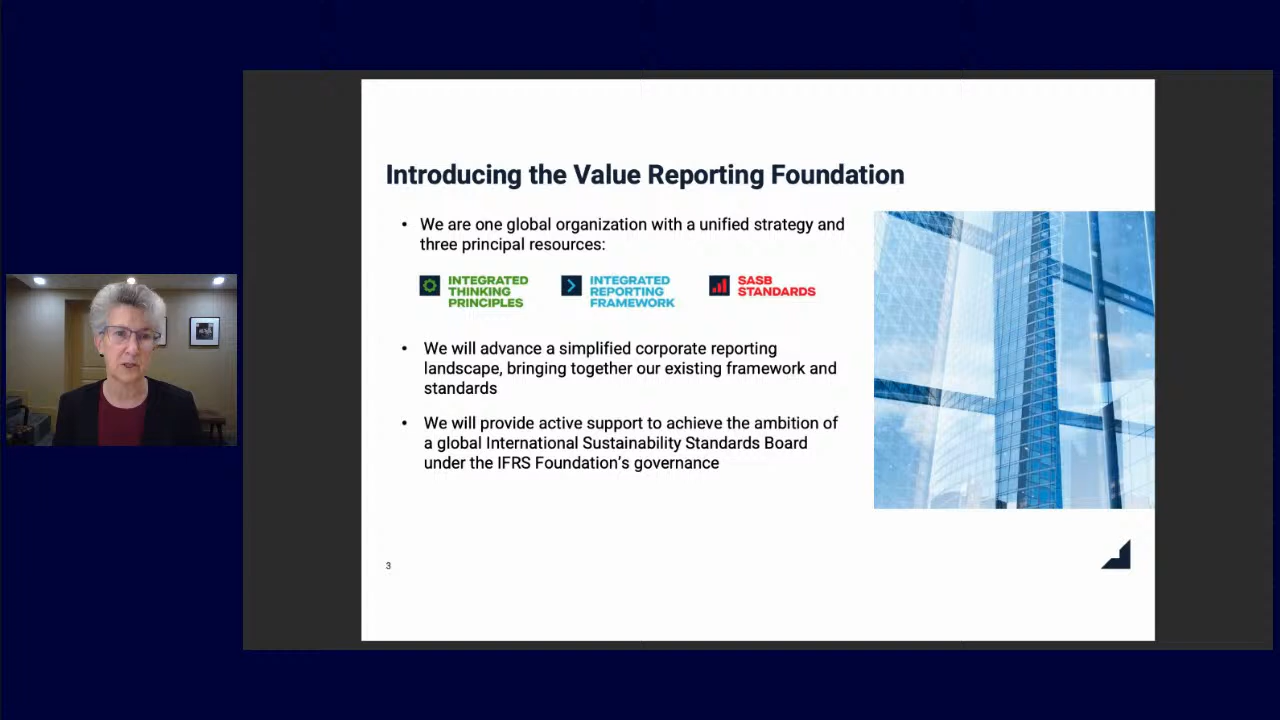 Introducing the Value Reporting Foundation
• We are one global organization with a unified strategy and
three principal resources:
INTEGRATED
THINKING
PRINCIPLES
INTEGRATED
REPORTING
FRAMEWORK
SASB
STANDARDS
• We will advance a simplified corporate reporting
landscape, bringing together our existing framework and
standards
• We will provide active support to achieve the ambition of
a global International Sustainability Standards Board
under the IFRS Foundation's governance
3